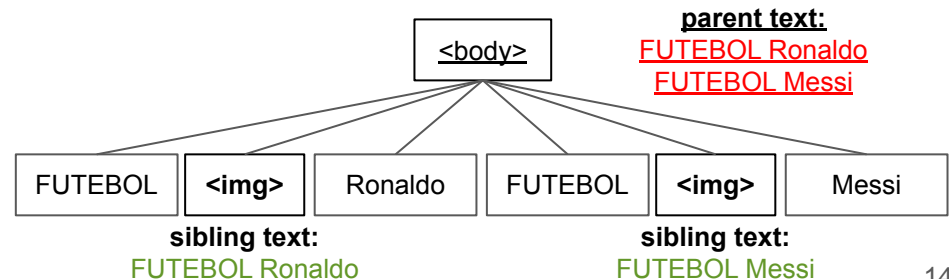 parent text:
<body>
FUTEBOL Ronaldo
FUTEBOL Messi
FUTEBOL <img> Ronaldo FUTEBOL <img> Messi
sibling text: sibling text:
FUTEBOL Ronaldo FUTEBOL Messi
14